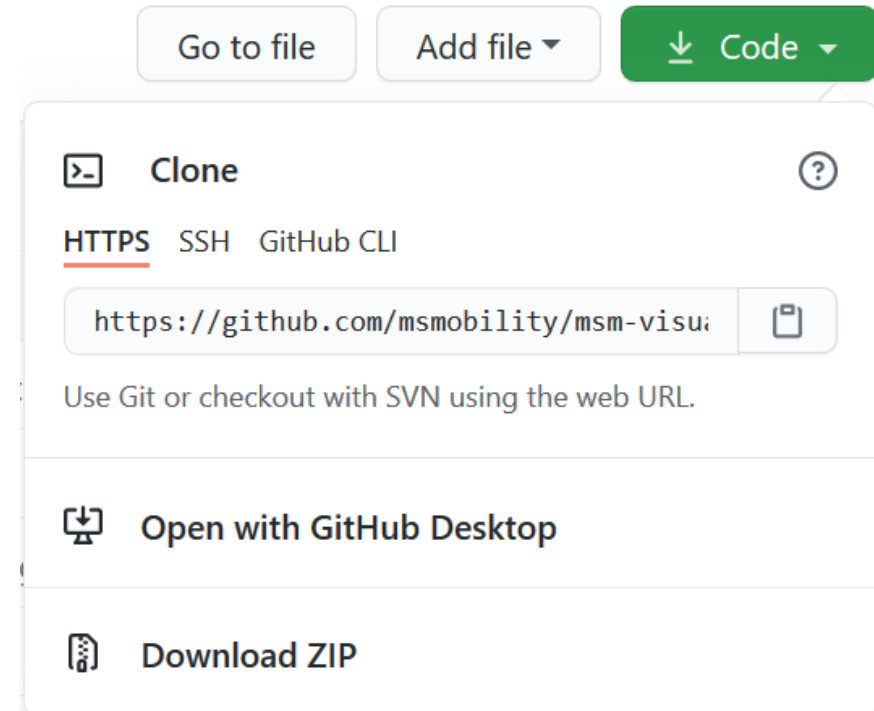 Go to file Add file Code
Clone
HTTPS SSH GitHub CLI
https://github.com/msmobility/msm-visu
Use Git or checkout with SVN using the web URL.
Open with GitHub Desktop
Download ZIP